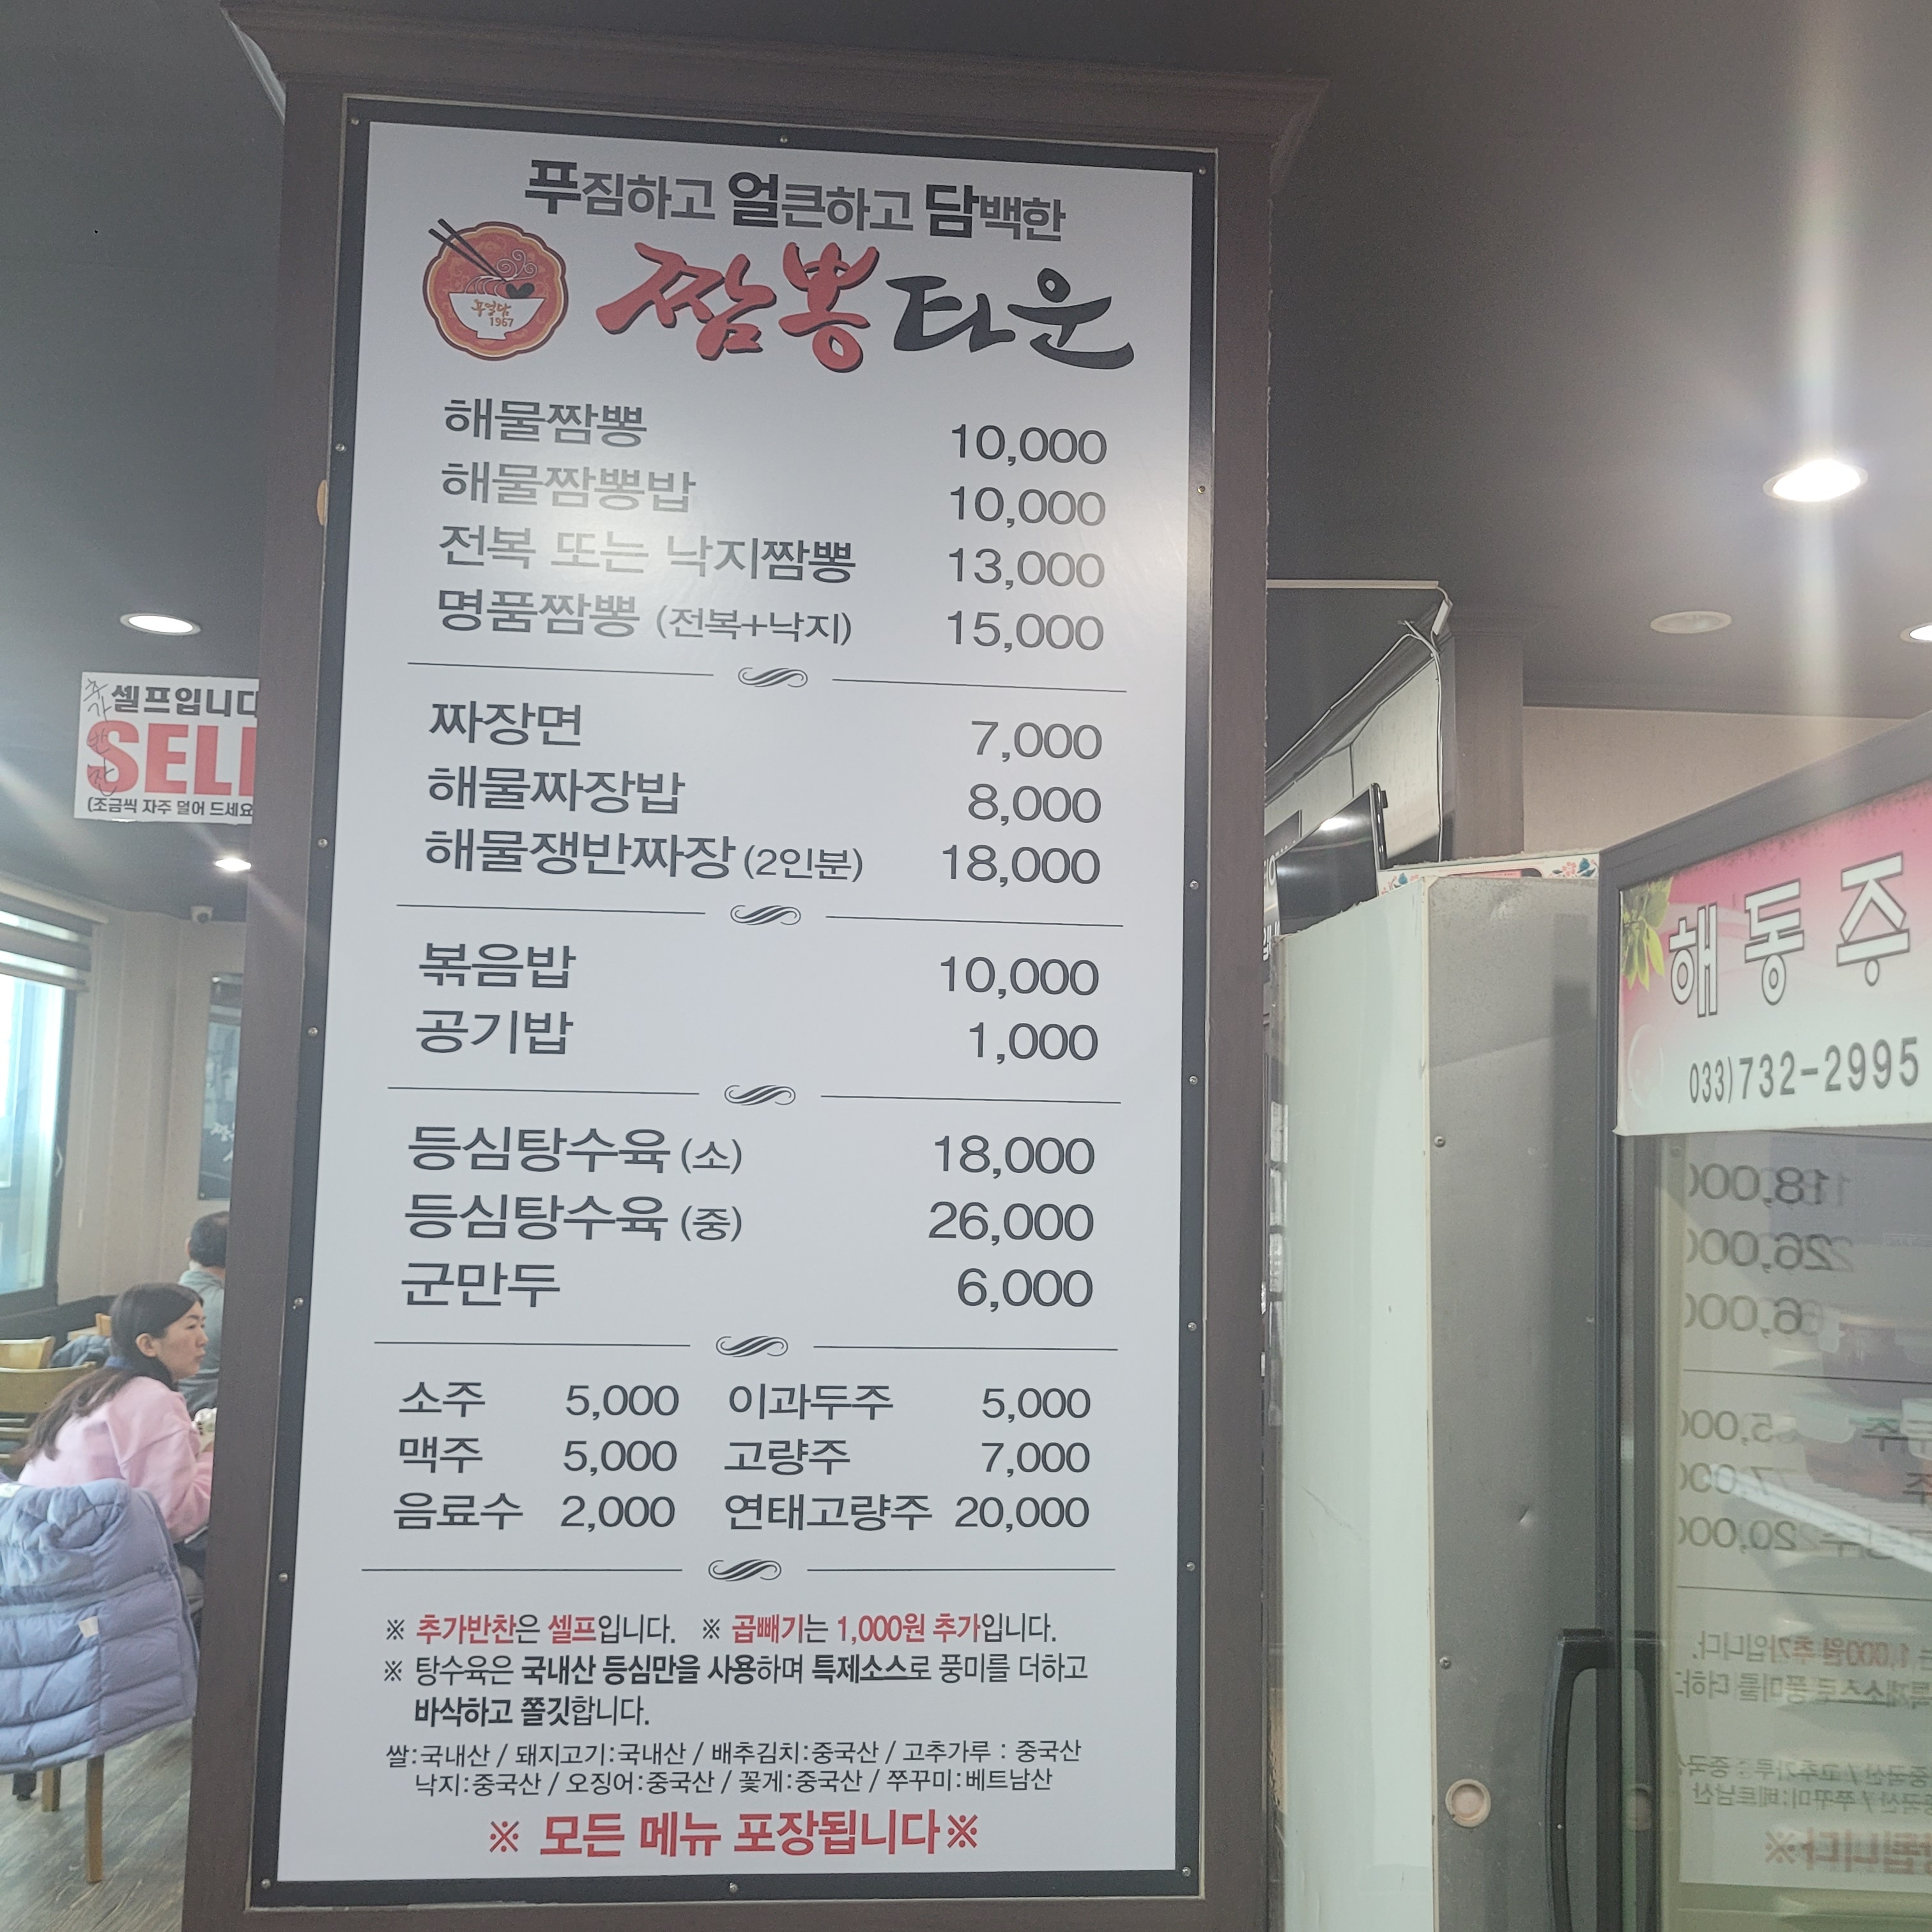 푸짐하고 얼큰하고 담백한
푸얼담
1967
짬뽕타운
해물짬뽕 10,000
해물짬뽕밥 10,000
전복 또는 낙지짬뽕 13,000
명품짬뽕 (전복+낙지) 15,000
짜장면 7,000
해물짜장밥 8,000
해물쟁반짜장 (2인분) 18,000
볶음밥 10,000
공기밥 1,000
등심탕수육 (소) 18,000
등심탕수육 (중) 26,000
군만두 6,000
소주 5,000 이과두주 5,000
맥주 5,000 고량주 7,000
음료수 2,000 연태고량주 20,000
※ 추가반찬은 셀프입니다. ※ 곱빼기는 1,000원 추가입니다.
※ 탕수육은 국내산 등심만을 사용하며 특제소스로 풍미를 더하고
바삭하고 쫄깃합니다.
쌀:국내산 / 돼지고기:국내산 / 배추김치:중국산 / 고추가루 : 중국산
낙지:중국산 / 오징어:중국산 / 꽃게:중국산 / 쭈꾸미:베트남산
※ 모든 메뉴 포장됩니다※
추가반찬
셀프입니다
SELF
(조금씩 자주 덜어 드세요
해동주
033)732-2995